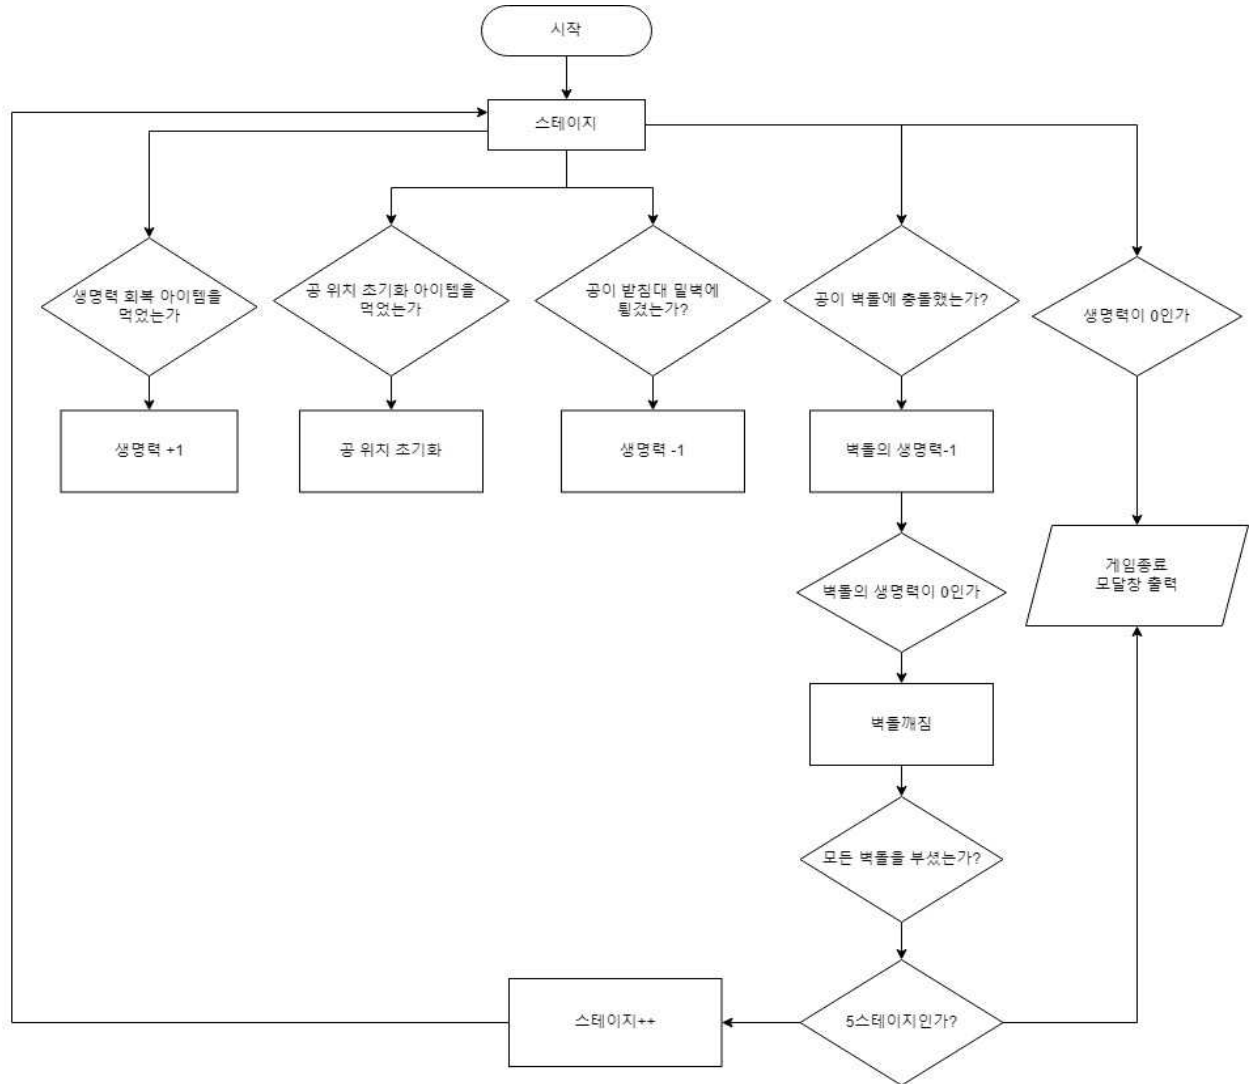 시작
스테이지
생명력 회복 아이템을
먹었는가
공 위치 초기화 아이템을
먹었는가
공이 받침대 밑벽에
튕겼는가?
공이 벽돌에 충돌했는가?
생명력이 0인가
생명력 +1
공 위치 초기화
생명력 -1
벽돌의 생명력-1
게임종료
모달창 출력
벽돌의 생명력이 0인가
벽돌깨짐
모든 벽돌을 부셨는가?
스테이지++
5스테이지인가?